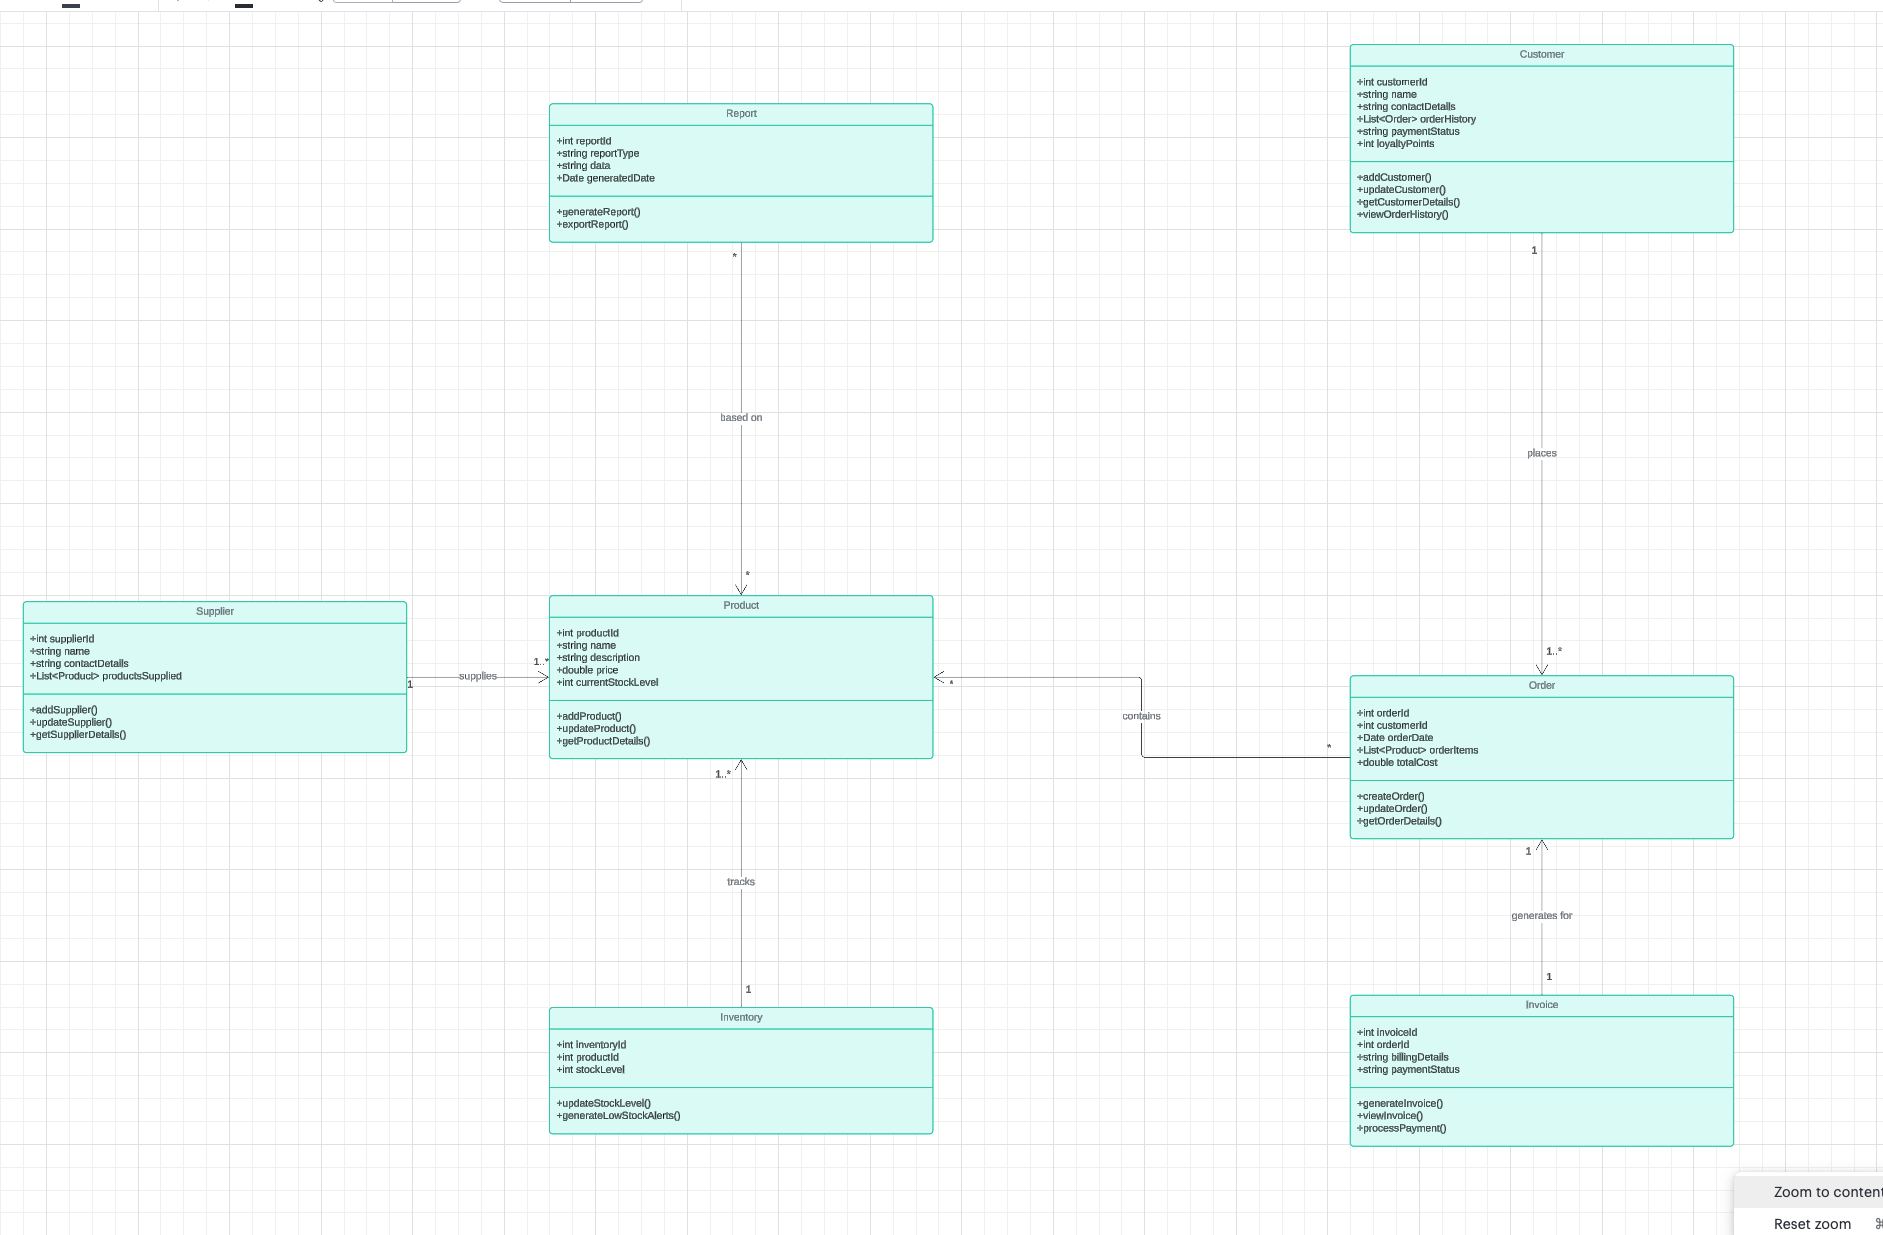 Customer
+int customerId
+string name
+string contactDetails
+List<Order> orderHistory
+string paymentStatus
+int loyaltyPoints
+addCustomer()
+updateCustomer()
+getCustomerDetails()
+viewOrderHistory()
Report
+int reportId
+string reportType
+string data
+Date generatedDate
+generateReport()
+exportReport()
*
1
based on
places
*
1..*
Supplier
+int supplierId
+string name
+string contactDetails
+List<Product> productsSupplied
+addSupplier()
+updateSupplier()
+getSupplierDetails()
1
supplies
1..*
Product
+int productId
+string name
+string description
+double price
+int currentStockLevel
+addProduct()
+updateProduct()
+getProductDetails()
*
contains
*
Order
+int orderId
+int customerId
+Date orderDate
+List<Product> orderItems
+double totalCost
+createOrder()
+updateOrder()
+getOrderDetails()
1..*
tracks
1
1
generates for
1
Inventory
+int inventoryId
+int productId
+int stockLevel
+updateStockLevel()
+generateLowStockAlerts()
Invoice
+int invoiceId
+int orderId
+string billingDetails
+string paymentStatus
+generateInvoice()
+viewInvoice()
+processPayment()
Zoom to content
Reset zoom ⌘